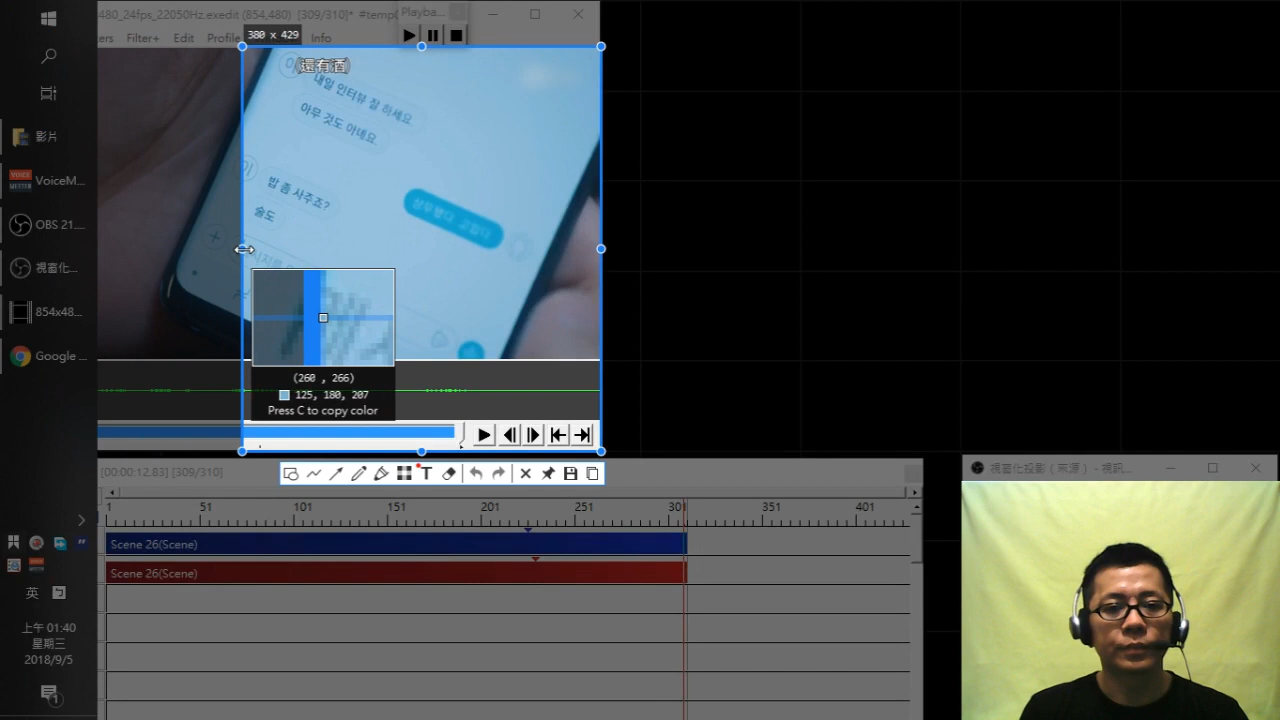 480_24fps_22050Hz.exedit (854,480) [309/310]* #temp
Playba...
ers Filter+ Edit Profile Info
380 x 429
(還有酒)
내일 인터뷰 잘 하세요.
아무 것도 아녜요.
이
밥 좀 사주죠?
술도
影片
VoiceM...
OBS 21....
視窗化...
854x48...
Google ...
(260 , 266)
125, 180, 207
Press C to copy color
[00:00:12.83] [309/310]
T
1 51 101 151 201 251 301 351 401
Scene 26(Scene)
Scene 26(Scene)
視窗化投影 ( 來源 ) - 視訊...
英
上午 01:40
星期三
2018/9/5
1